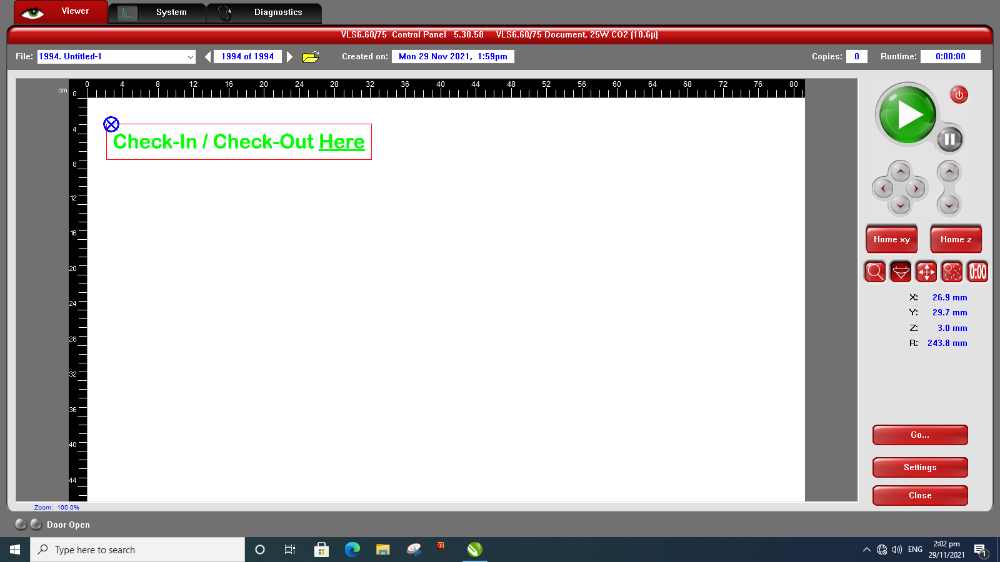 Viewer System Diagnostics
VLS6.60/75 Control Panel 5.38.58 VLS6.60/75 Document, 25W CO2 (10.6µ)
File: 1994. Untitled-1 1994 of 1994 Created on: Mon 29 Nov 2021, 1:59pm Copies: 0 Runtime: 0:00:00
0 4 8 12 16 20 24 28 32 36 40 44 48 52 56 60 64 68 72 76 80
cm
0
4
8
12
16
20
24
28
32
36
40
44
Check-In / Check-Out Here
Home xy Home z
0:00
X: 26.9 mm
Y: 29.7 mm
Z: 3.0 mm
R: 243.8 mm
Go...
Settings
Close
Zoom: 100.0%
Door Open
Type here to search
ENG
2:02 pm
29/11/2021
1